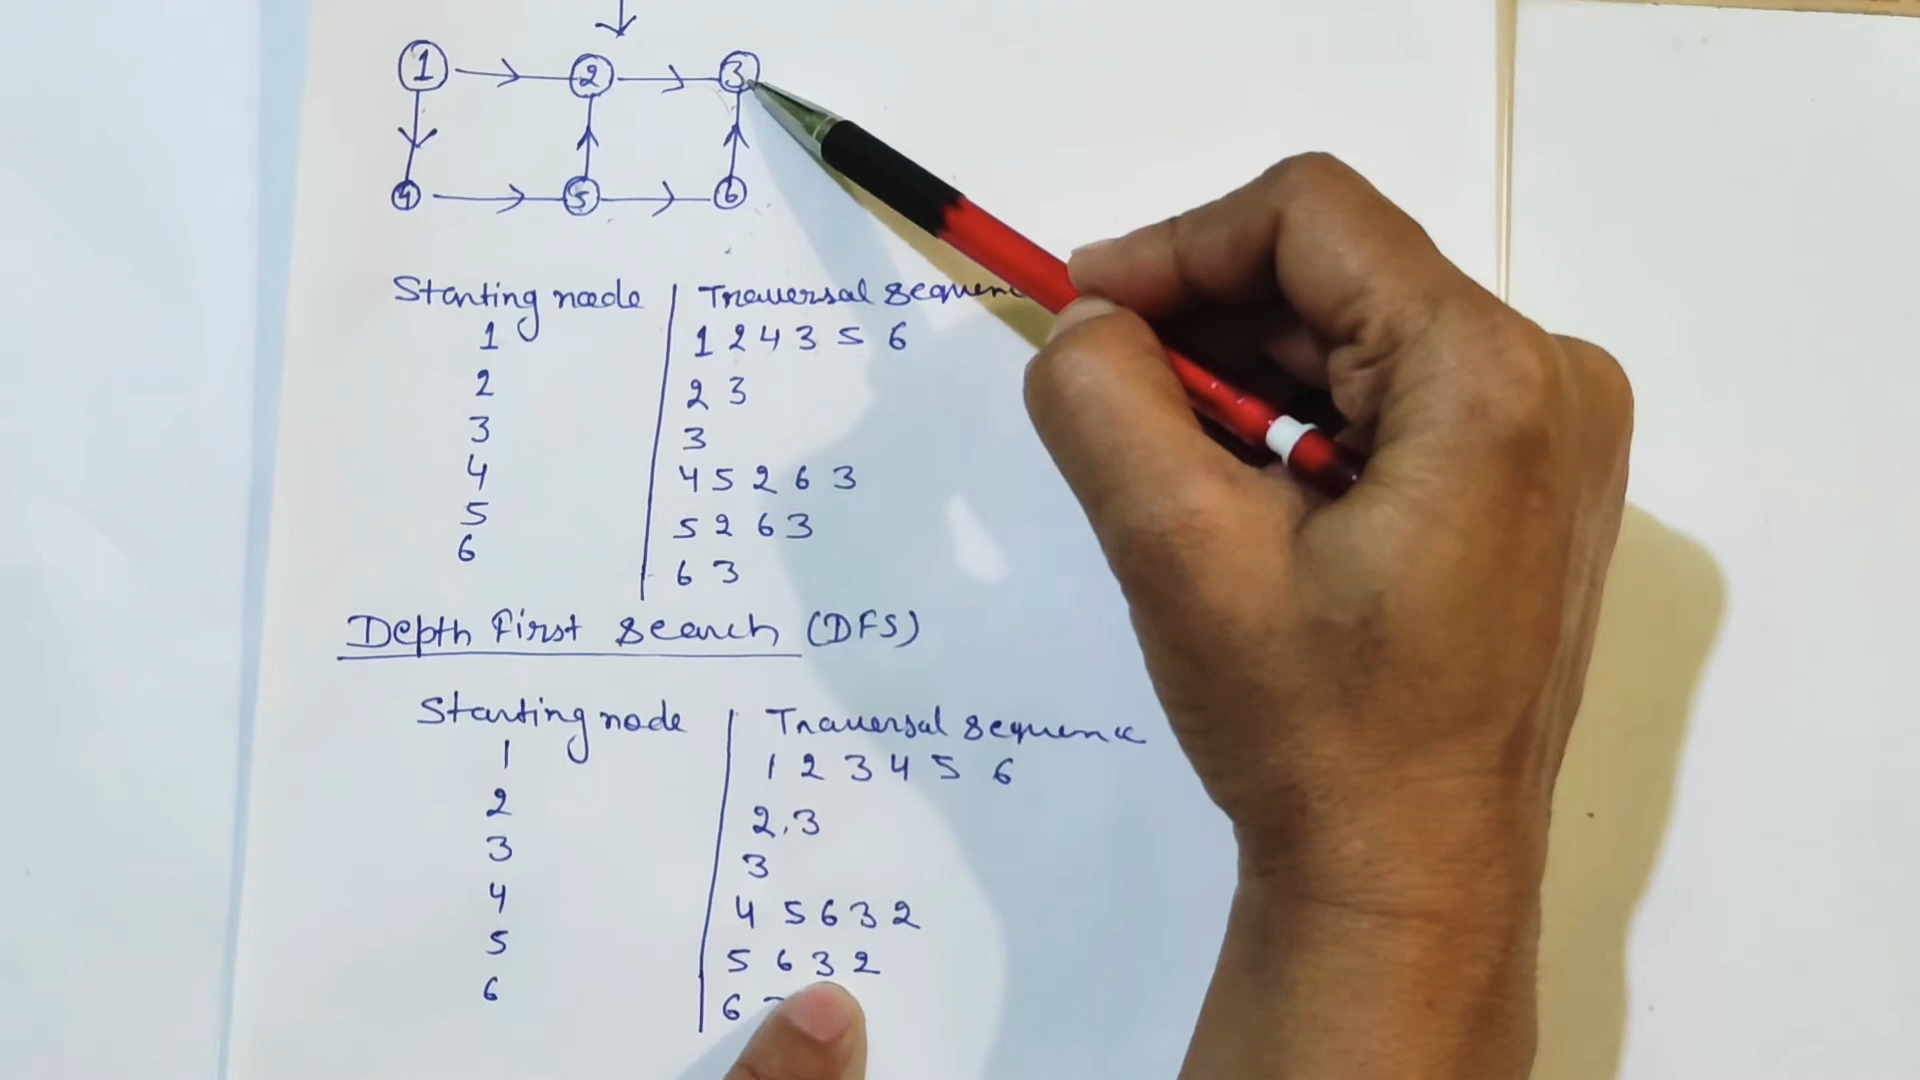 1 2 3
4 5 6
Starting node Traversal
1 1 2 4 3 5 6
2 2 3
3 3
4 4 5 2 6 3
5 5 2 6 3
6 6 3
Depth First Search (DFS)
Starting node Traversal sequence
1 1 2 3 4 5 6
2 2,3
3 3
4 4 5 6 3 2
5 5 6 3 2
6 6